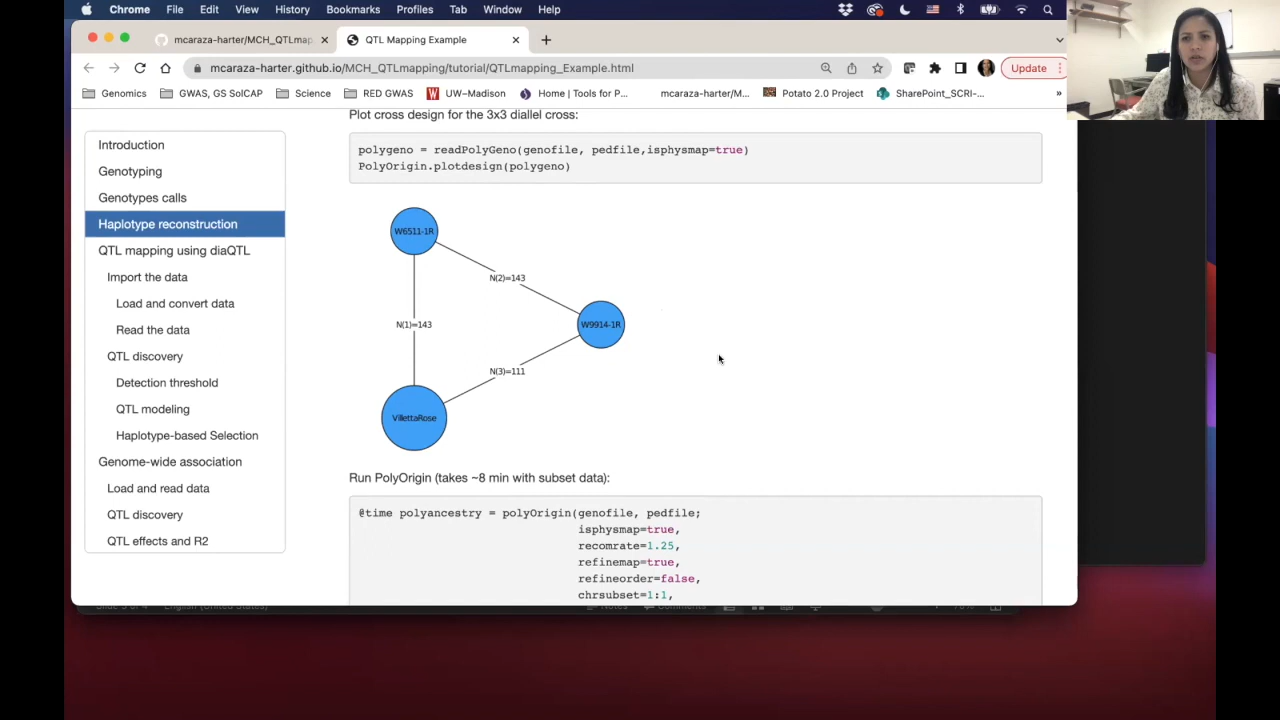 Chrome File Edit View History Bookmarks Profiles Tab Window Help
mcaraza-harter/MCH_QTLmap
QTL Mapping Example
mcaraza-harter.github.io/MCH_QTLmapping/tutorial/QTLmapping_Example.html
Update
Genomics GWAS, GS SolCAP Science RED GWAS UW–Madison Home | Tools for P... mcaraza-harter/M... Potato 2.0 Project SharePoint_SCRI-... »
Introduction
Genotyping
Genotypes calls
Haplotype reconstruction
QTL mapping using diaQTL
Import the data
Load and convert data
Read the data
QTL discovery
Detection threshold
QTL modeling
Haplotype-based Selection
Genome-wide association
Load and read data
QTL discovery
QTL effects and R2
Plot cross design for the 3x3 diallel cross:
polygeno = readPolyGeno(genofile, pedfile,isphysmap=true)
PolyOrigin.plotdesign(polygeno)
W6511-1R
N(2)=143
W9914-1R
N(1)=143
N(3)=111
VillettaRose
Run PolyOrigin (takes ~8 min with subset data):
@time polyancestry = polyOrigin(genofile, pedfile;
isphysmap=true,
recomrate=1.25,
refinemap=true,
refineorder=false,
chrsubset=1:1,
English (United States)